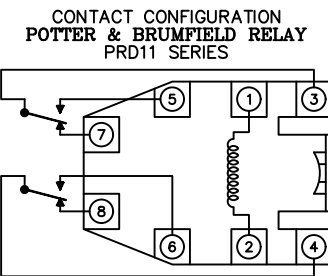 CONTACT CONFIGURATION
POTTER & BRUMFIELD RELAY
PRD11 SERIES
5 1 3
7
8
6 2 4